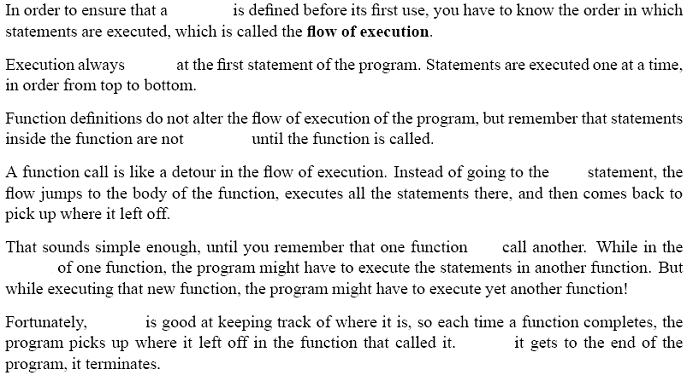 In order to ensure that a is defined before its first use, you have to know the order in which
statements are executed, which is called the flow of execution.
Execution always at the first statement of the program. Statements are executed one at a time,
in order from top to bottom.
Function definitions do not alter the flow of execution of the program, but remember that statements
inside the function are not until the function is called.
A function call is like a detour in the flow of execution. Instead of going to the statement, the
flow jumps to the body of the function, executes all the statements there, and then comes back to
pick up where it left off.
That sounds simple enough, until you remember that one function call another. While in the
of one function, the program might have to execute the statements in another function. But
while executing that new function, the program might have to execute yet another function!
Fortunately, is good at keeping track of where it is, so each time a function completes, the
program picks up where it left off in the function that called it. it gets to the end of the
program, it terminates.